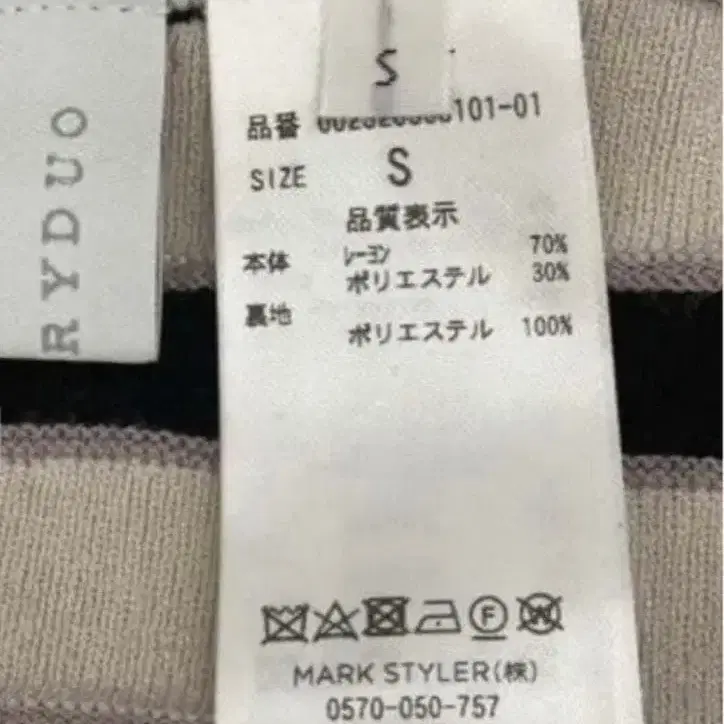 RYDUO
S
品番 101-01
SIZE S
品質表示
本体 レーヨン 70%
ポリエステル 30%
裏地
ポリエステル 100%
F
W
MARK STYLER(株)
0570-050-757